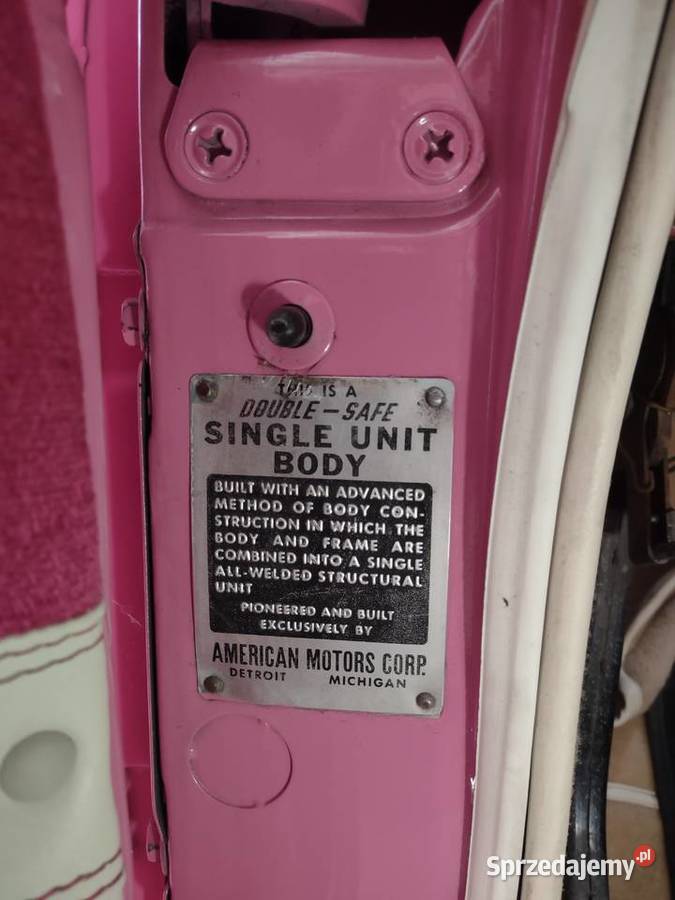 THIS IS A
DOUBLE-SAFE
SINGLE UNIT
BODY
BUILT WITH AN ADVANCED
METHOD OF BODY CON-
STRUCTION IN WHICH THE
BODY AND FRAME ARE
COMBINED INTO A SINGLE
ALL-WELDED STRUCTURAL
UNIT
PIONEERED AND BUILT
EXCLUSIVELY BY
AMERICAN MOTORS CORP.
DETROIT MICHIGAN
Sprzedajemy.pl